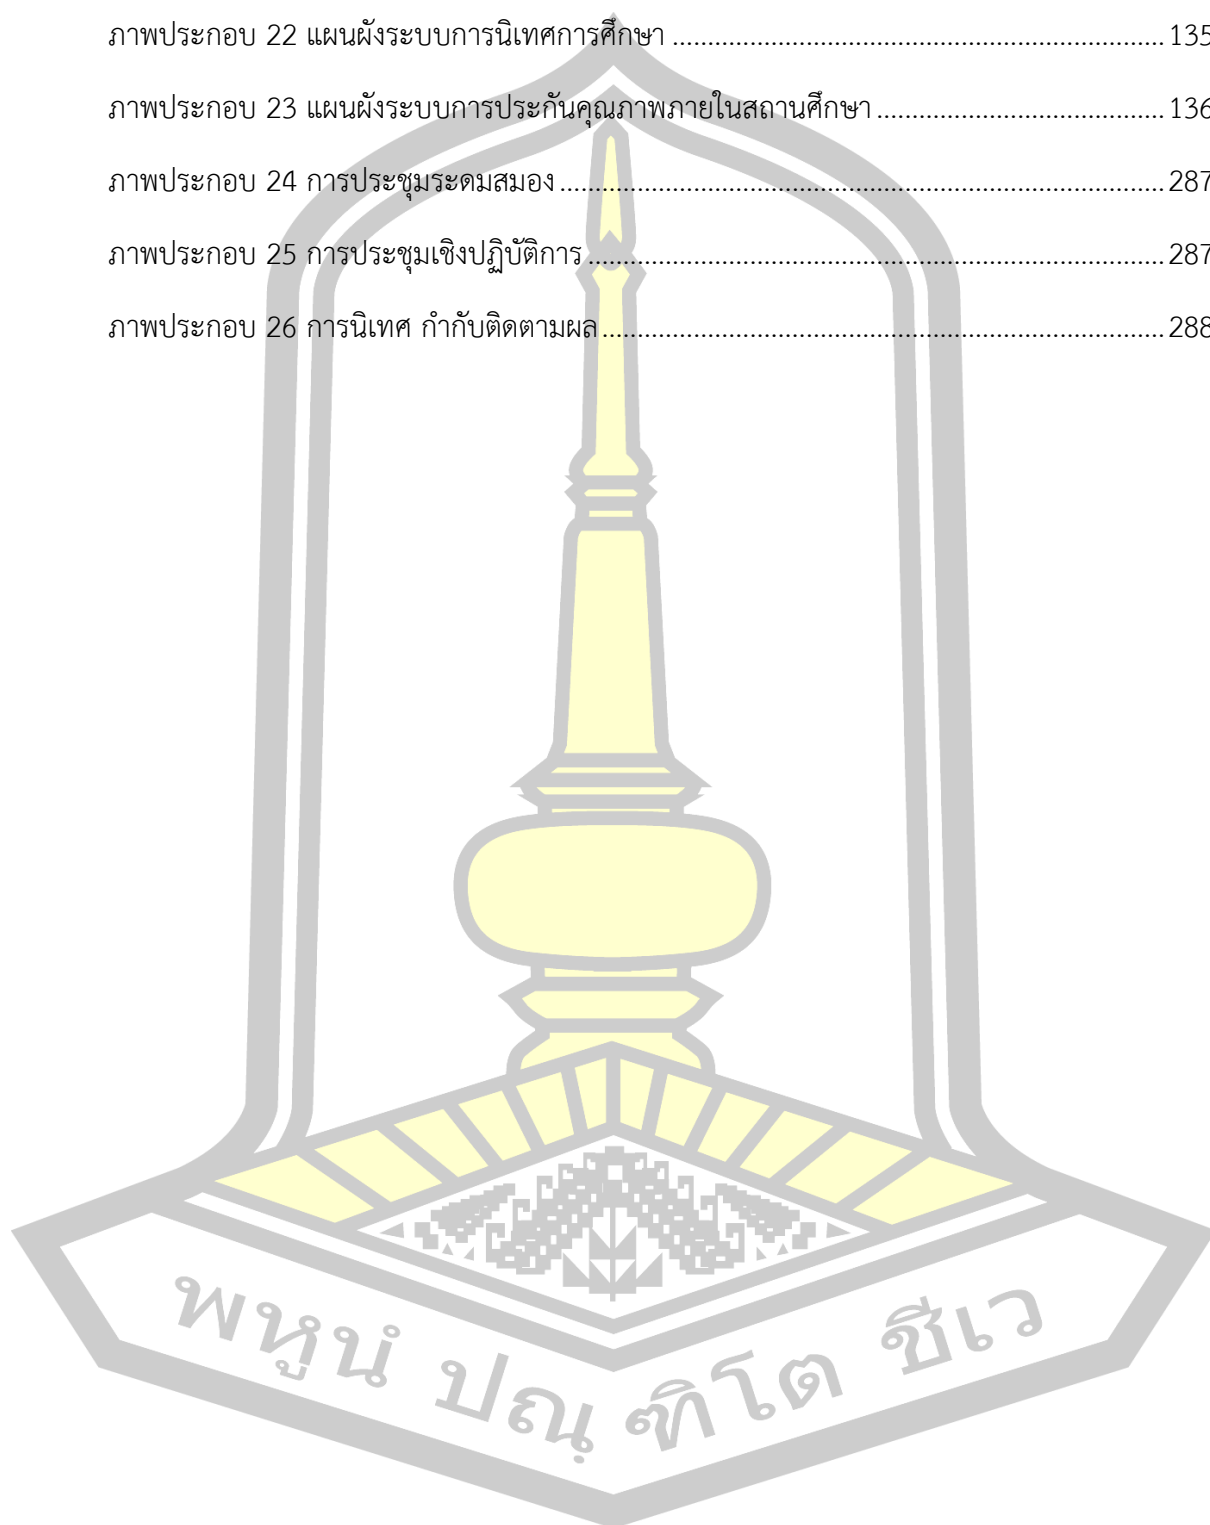 ภาพประกอบ 22 แผนผังระบบการนิเทศการศึกษา ........................................................................ 135
ภาพประกอบ 23 แผนผังระบบการประกันคุณภาพภายในสถานศึกษา .......................................... 136
ภาพประกอบ 24 การประชุมระดมสมอง ........................................................................................ 287
ภาพประกอบ 25 การประชุมเชิงปฏิบัติการ .................................................................................... 287
ภาพประกอบ 26 การนิเทศ กำกับติดตามผล .................................................................................. 288
พหูนํ ปณฺฑิโต ชีเว